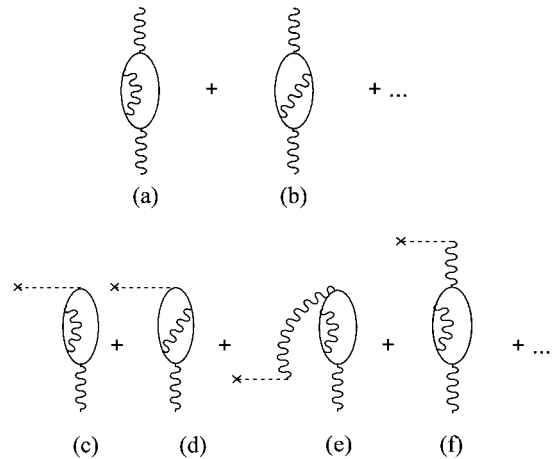 + + ...
(a) (b)
+ + + + ...
(c) (d) (e) (f)